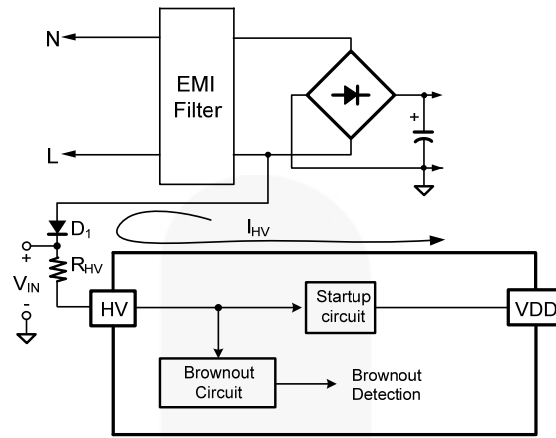 N
EMI
Filter
L
+
D1
IHV
+
RHV
VIN
-
HV
Startup
circuit
VDD
Brownout
Circuit
Brownout
Detection